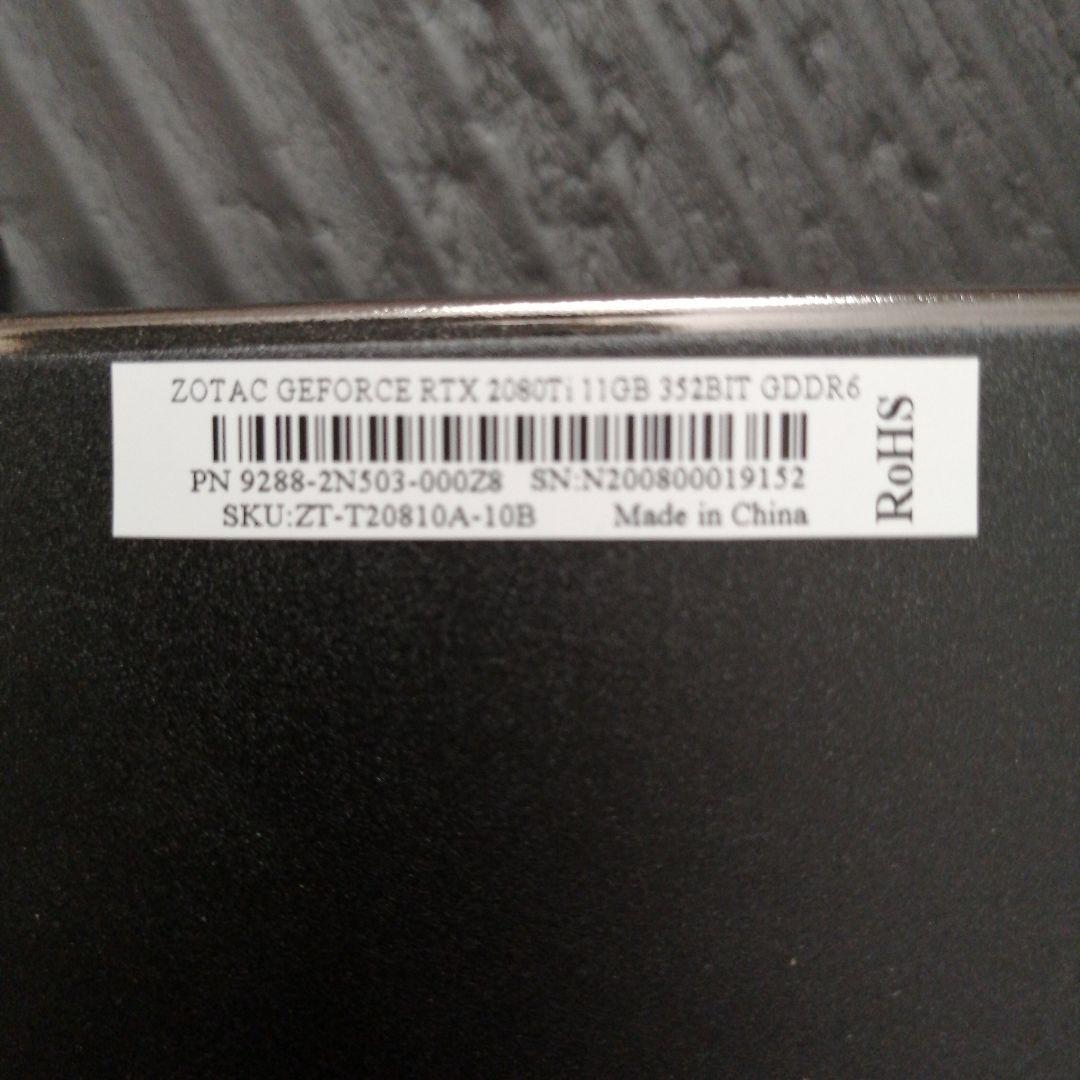 ZOTAC GEFORCE RTX 2080Ti 11GB 352BIT GDDR6
PN 9288-2N503-000Z8 SN:N200800019152
SKU:ZT-T20810A-10B Made in China
RoHS